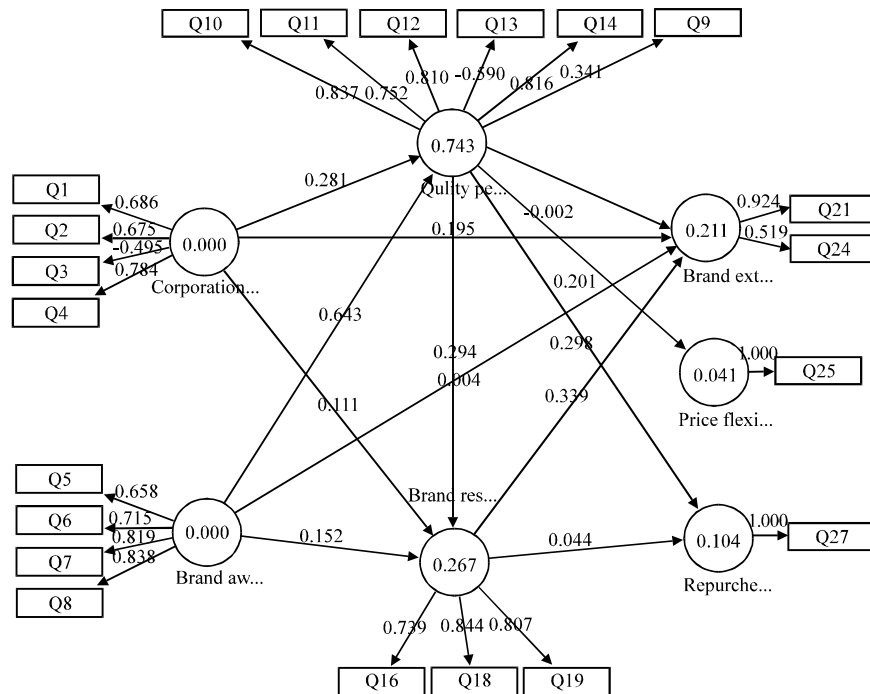 Q10 Q11 Q12 Q13 Q14 Q9
0.837 0.752 0.810 -0.590 0.816 0.341
0.743
Qulity pe...
Q1
Q2
Q3
Q4
0.686
0.675
-0.495
0.784
0.000
Corporation...
0.281
0.195
-0.002
0.924
0.519
Q21
Q24
0.211
Brand ext...
0.643
0.201
0.294
0.298
0.004
0.339
0.111
1.000
Q25
0.041
Price flexi...
Q5
Q6
Q7
Q8
0.658
0.715
0.819
0.838
0.000
Brand aw...
0.152
Brand res...
0.267
0.044
1.000
Q27
0.104
Repurche...
0.739 0.844 0.807
Q16 Q18 Q19